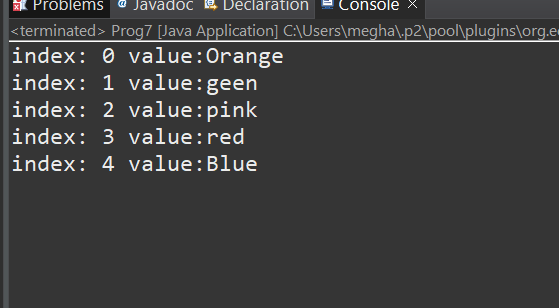 Problems @ Javadoc Declaration Console
<terminated> Prog7 [Java Application] C:\Users\megha\.p2\pool\plugins\org.ec
index: 0 value:Orange
index: 1 value:geen
index: 2 value:pink
index: 3 value:red
index: 4 value:Blue